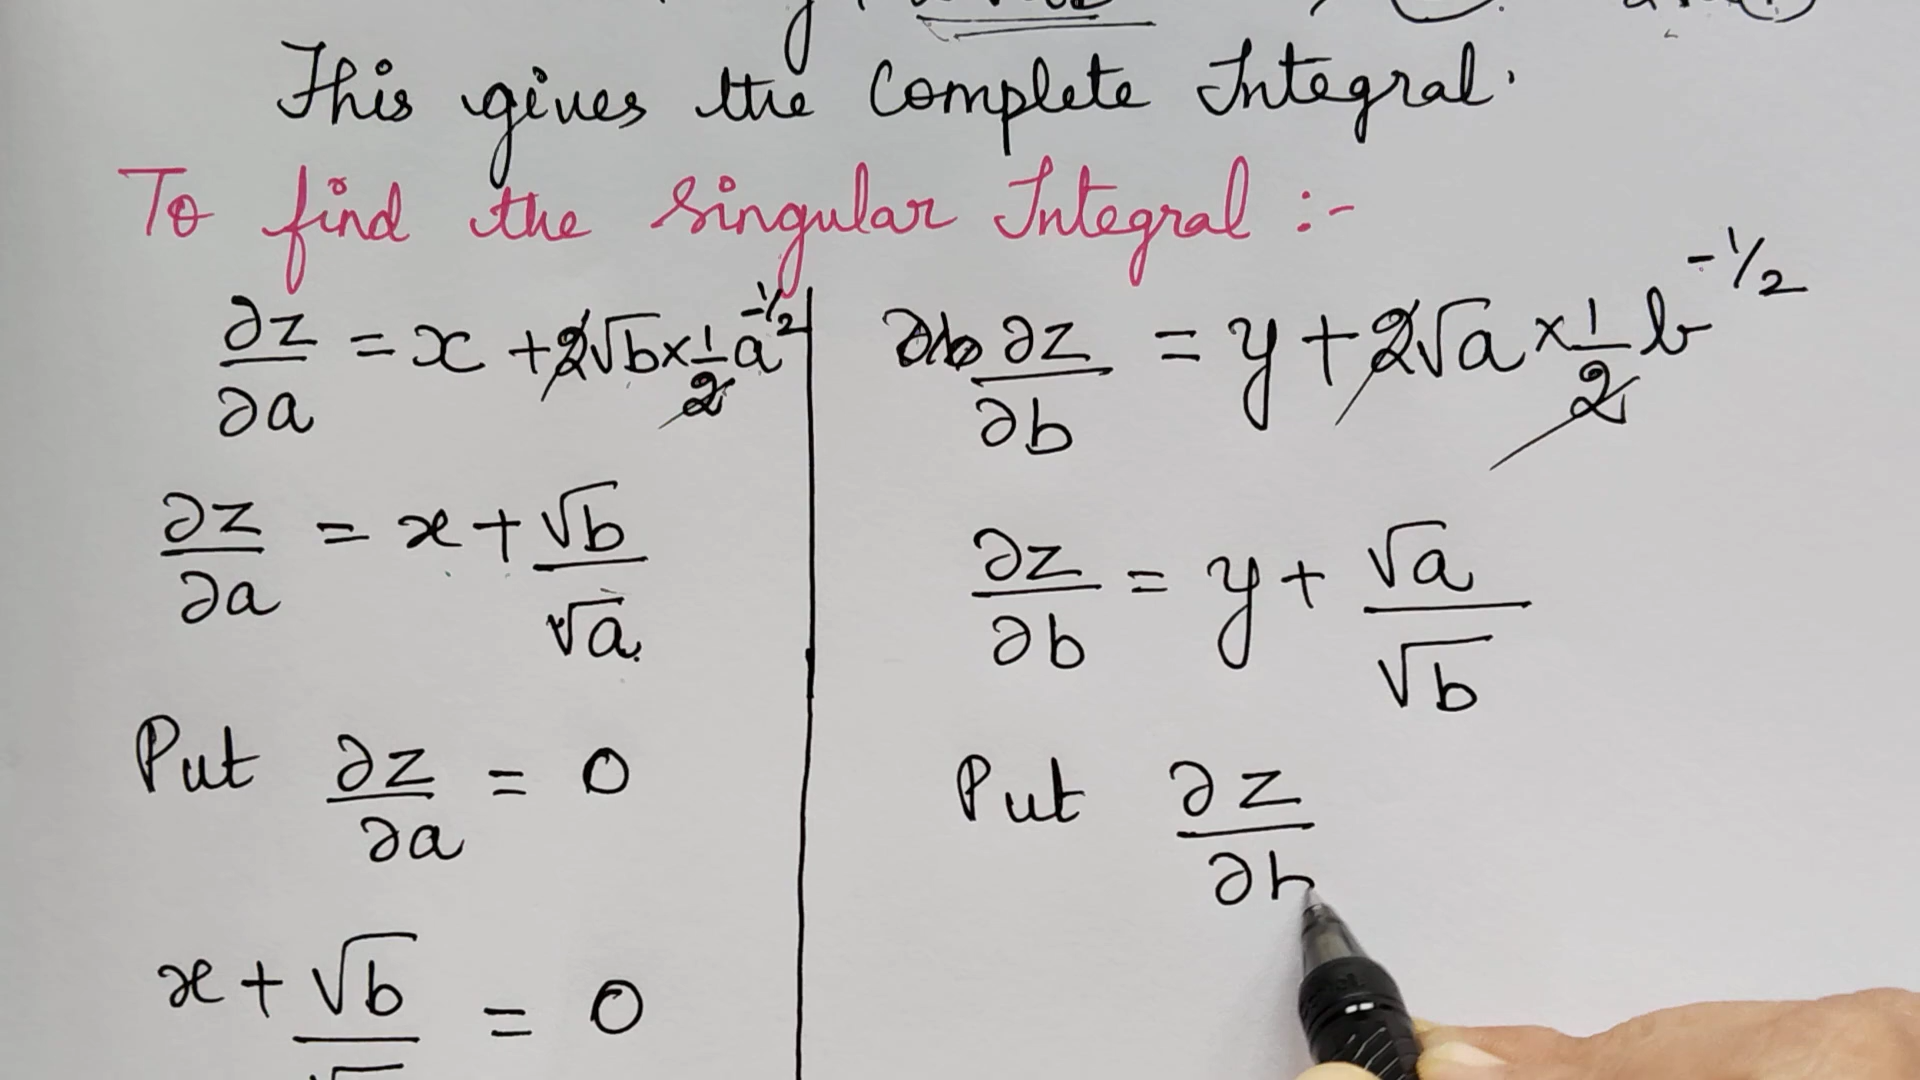 This gives the Complete Integral.
To find the Singular Integral :-
∂z/∂a = x + 2√b × 1/2 a^-1/2
∂z/∂a = x + √b/√a
Put ∂z/∂a = 0
x + √b/√ = 0
∂b ∂z/∂b = y + 2√a × 1/2 b^-1/2
∂z/∂b = y + √a/√b
Put ∂z/∂b